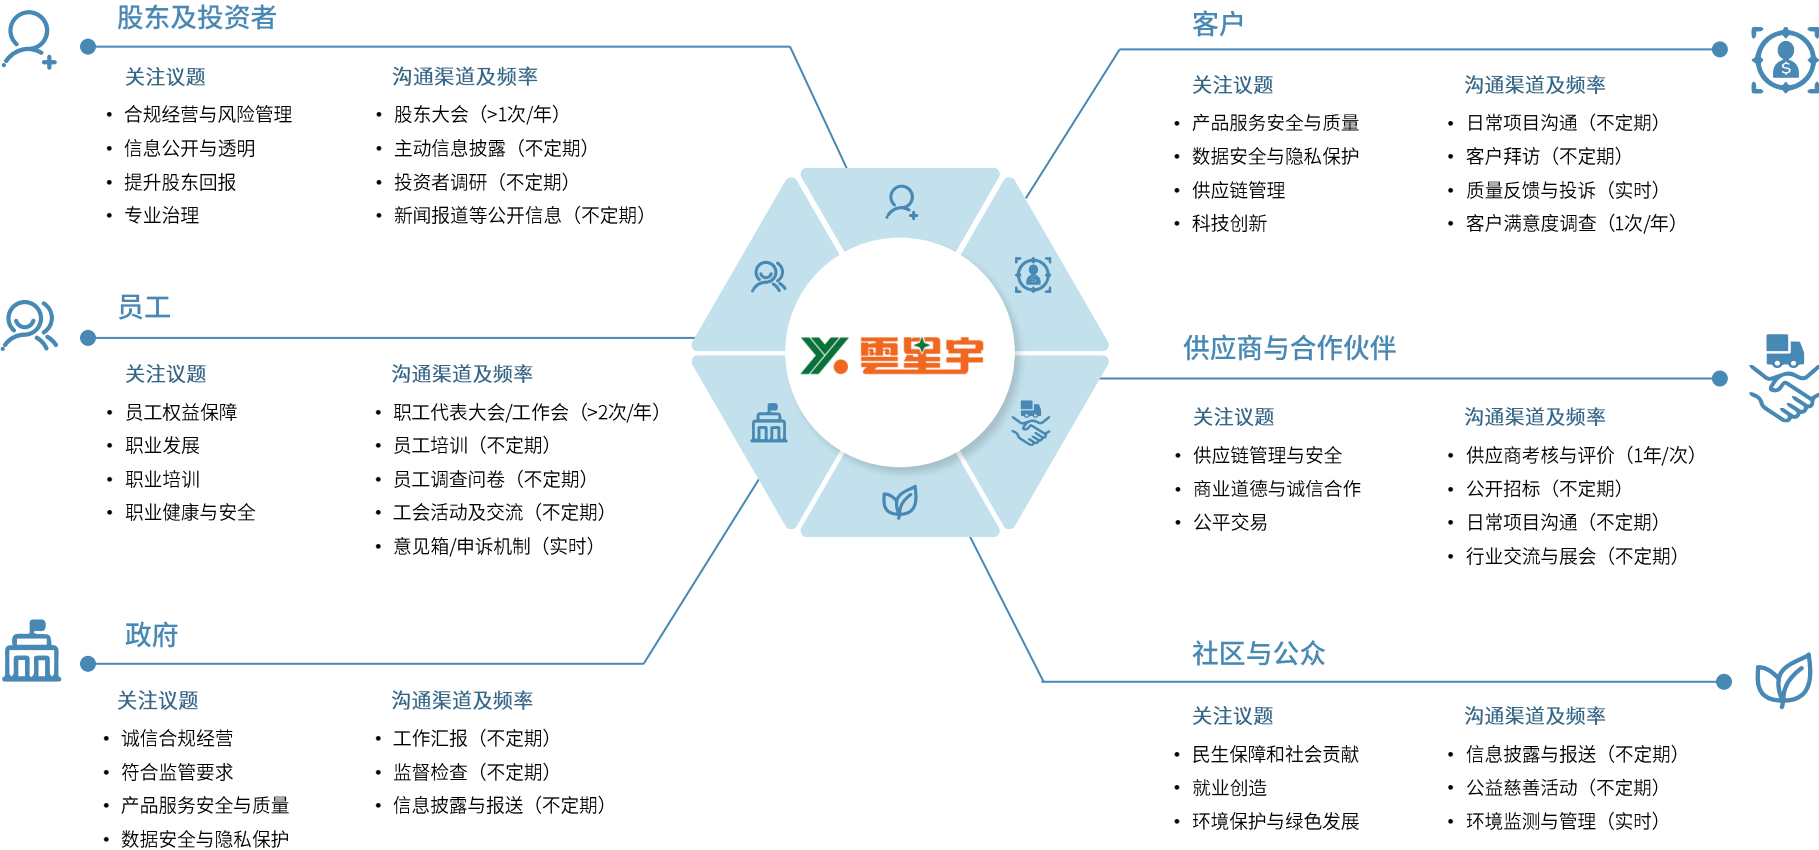 股东及投资者
关注议题
• 合规经营与风险管理
• 信息公开与透明
• 提升股东回报
• 专业治理
沟通渠道及频率
• 股东大会（>1次/年）
• 主动信息披露（不定期）
• 投资者调研（不定期）
• 新闻报道等公开信息（不定期）
员工
关注议题
• 员工权益保障
• 职业发展
• 职业培训
• 职业健康与安全
沟通渠道及频率
• 职工代表大会/工作会（>2次/年）
• 员工培训（不定期）
• 员工调查问卷（不定期）
• 工会活动及交流（不定期）
• 意见箱/申诉机制（实时）
政府
关注议题
• 诚信合规经营
• 符合监管要求
• 产品服务安全与质量
• 数据安全与隐私保护
沟通渠道及频率
• 工作汇报（不定期）
• 监督检查（不定期）
• 信息披露与报送（不定期）
雲星宇
客户
关注议题
• 产品服务安全与质量
• 数据安全与隐私保护
• 供应链管理
• 科技创新
沟通渠道及频率
• 日常项目沟通（不定期）
• 客户拜访（不定期）
• 质量反馈与投诉（实时）
• 客户满意度调查（1次/年）
供应商与合作伙伴
关注议题
• 供应链管理与安全
• 商业道德与诚信合作
• 公平交易
沟通渠道及频率
• 供应商考核与评价（1年/次）
• 公开招标（不定期）
• 日常项目沟通（不定期）
• 行业交流与展会（不定期）
社区与公众
关注议题
• 民生保障和社会贡献
• 就业创造
• 环境保护与绿色发展
沟通渠道及频率
• 信息披露与报送（不定期）
• 公益慈善活动（不定期）
• 环境监测与管理（实时）